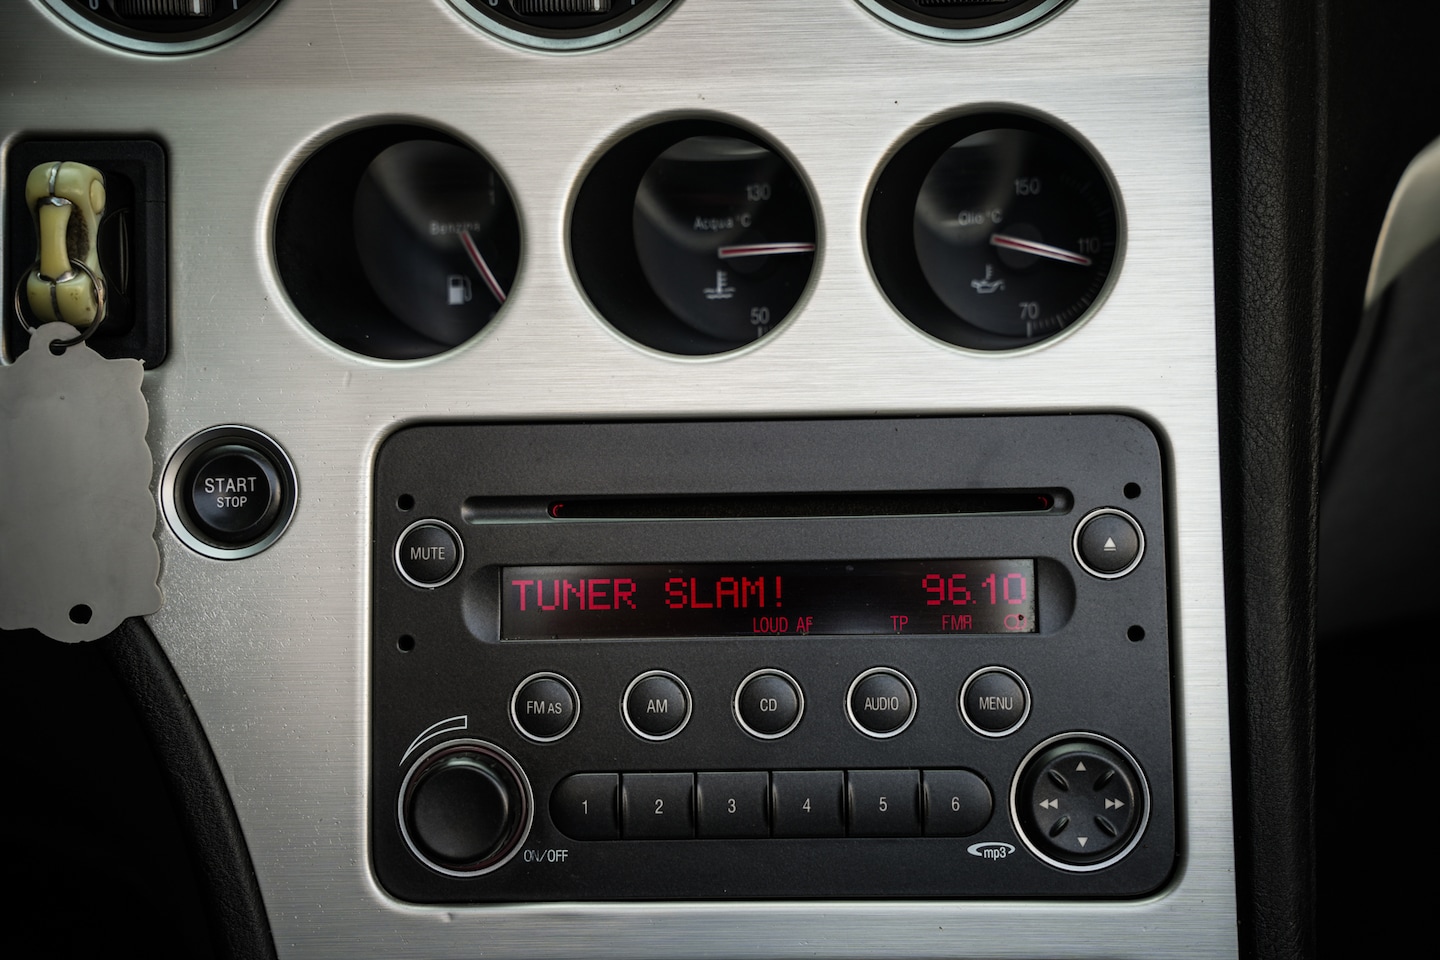 Benzina
130
Acqua °C
50
150
Olio °C
110
70
START
STOP
MUTE
TUNER SLAM! 96.10
LOUD AF TP FMR CD
FM AS AM CD AUDIO MENU
1 2 3 4 5 6
ON/OFF
mp3